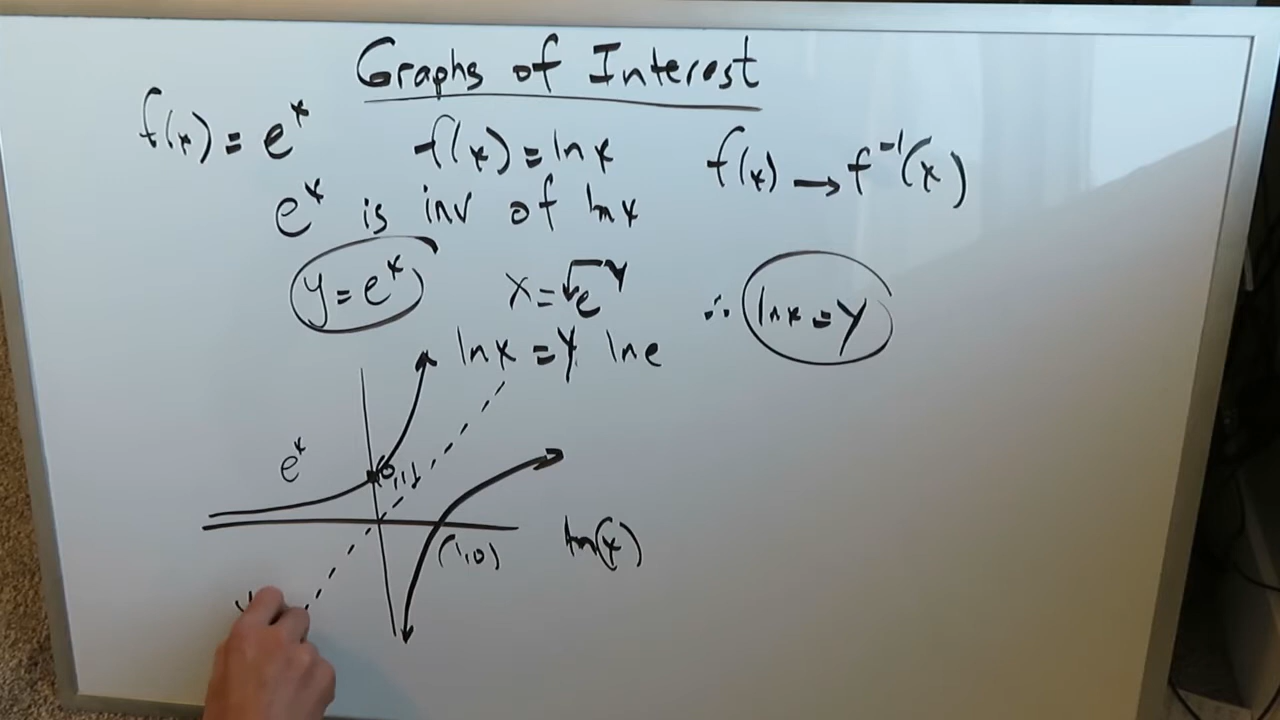 Graphs of Interest
f(x) = e^x f(x) = ln x f(x) → f^-1(x)
e^x is inv of ln x
y = e^x x = e^y ∴ ln x = y
ln x = y ln e
e^x (0,1)
(1,0) ln(x)